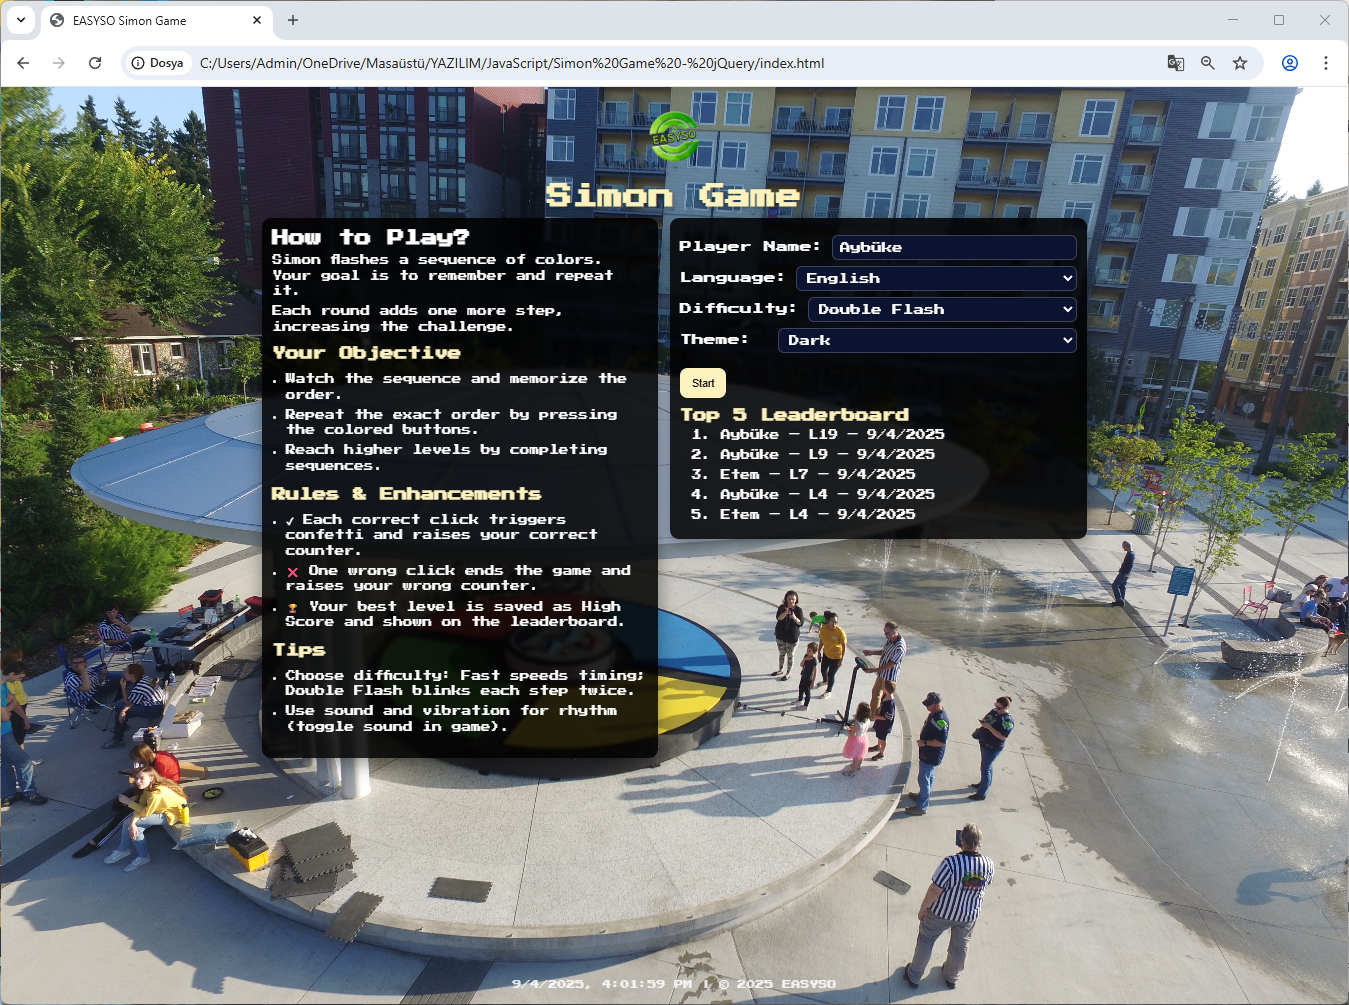 EASYSO Simon Game
Dosya
C:/Users/Admin/OneDrive/Masaüstü/YAZILIM/JavaScript/Simon%20Game%20-%20jQuery/index.html
EASYSO
Simon Game
How to Play?
Simon flashes a sequence of colors.
Your goal is to remember and repeat
it.
Each round adds one more step,
increasing the challenge.
Your Objective
• Watch the sequence and memorize the
order.
• Repeat the exact order by pressing
the colored buttons.
• Reach higher levels by completing
sequences.
Rules & Enhancements
• ✓ Each correct click triggers
confetti and raises your correct
counter.
• ❌ One wrong click ends the game and
raises your wrong counter.
• 🏆 Your best level is saved as High
Score and shown on the leaderboard.
Tips
• Choose difficulty: Fast speeds timing;
Double Flash blinks each step twice.
• Use sound and vibration for rhythm
(toggle sound in game).
Player Name: Aybüke
Language: English
Difficulty: Double Flash
Theme: Dark
Start
Top 5 Leaderboard
1. Aybüke — L19 — 9/4/2025
2. Aybüke — L9 — 9/4/2025
3. Etem — L7 — 9/4/2025
4. Aybüke — L4 — 9/4/2025
5. Etem — L4 — 9/4/2025
9/4/2025, 4:01:59 PM | © 2025 EASYSO